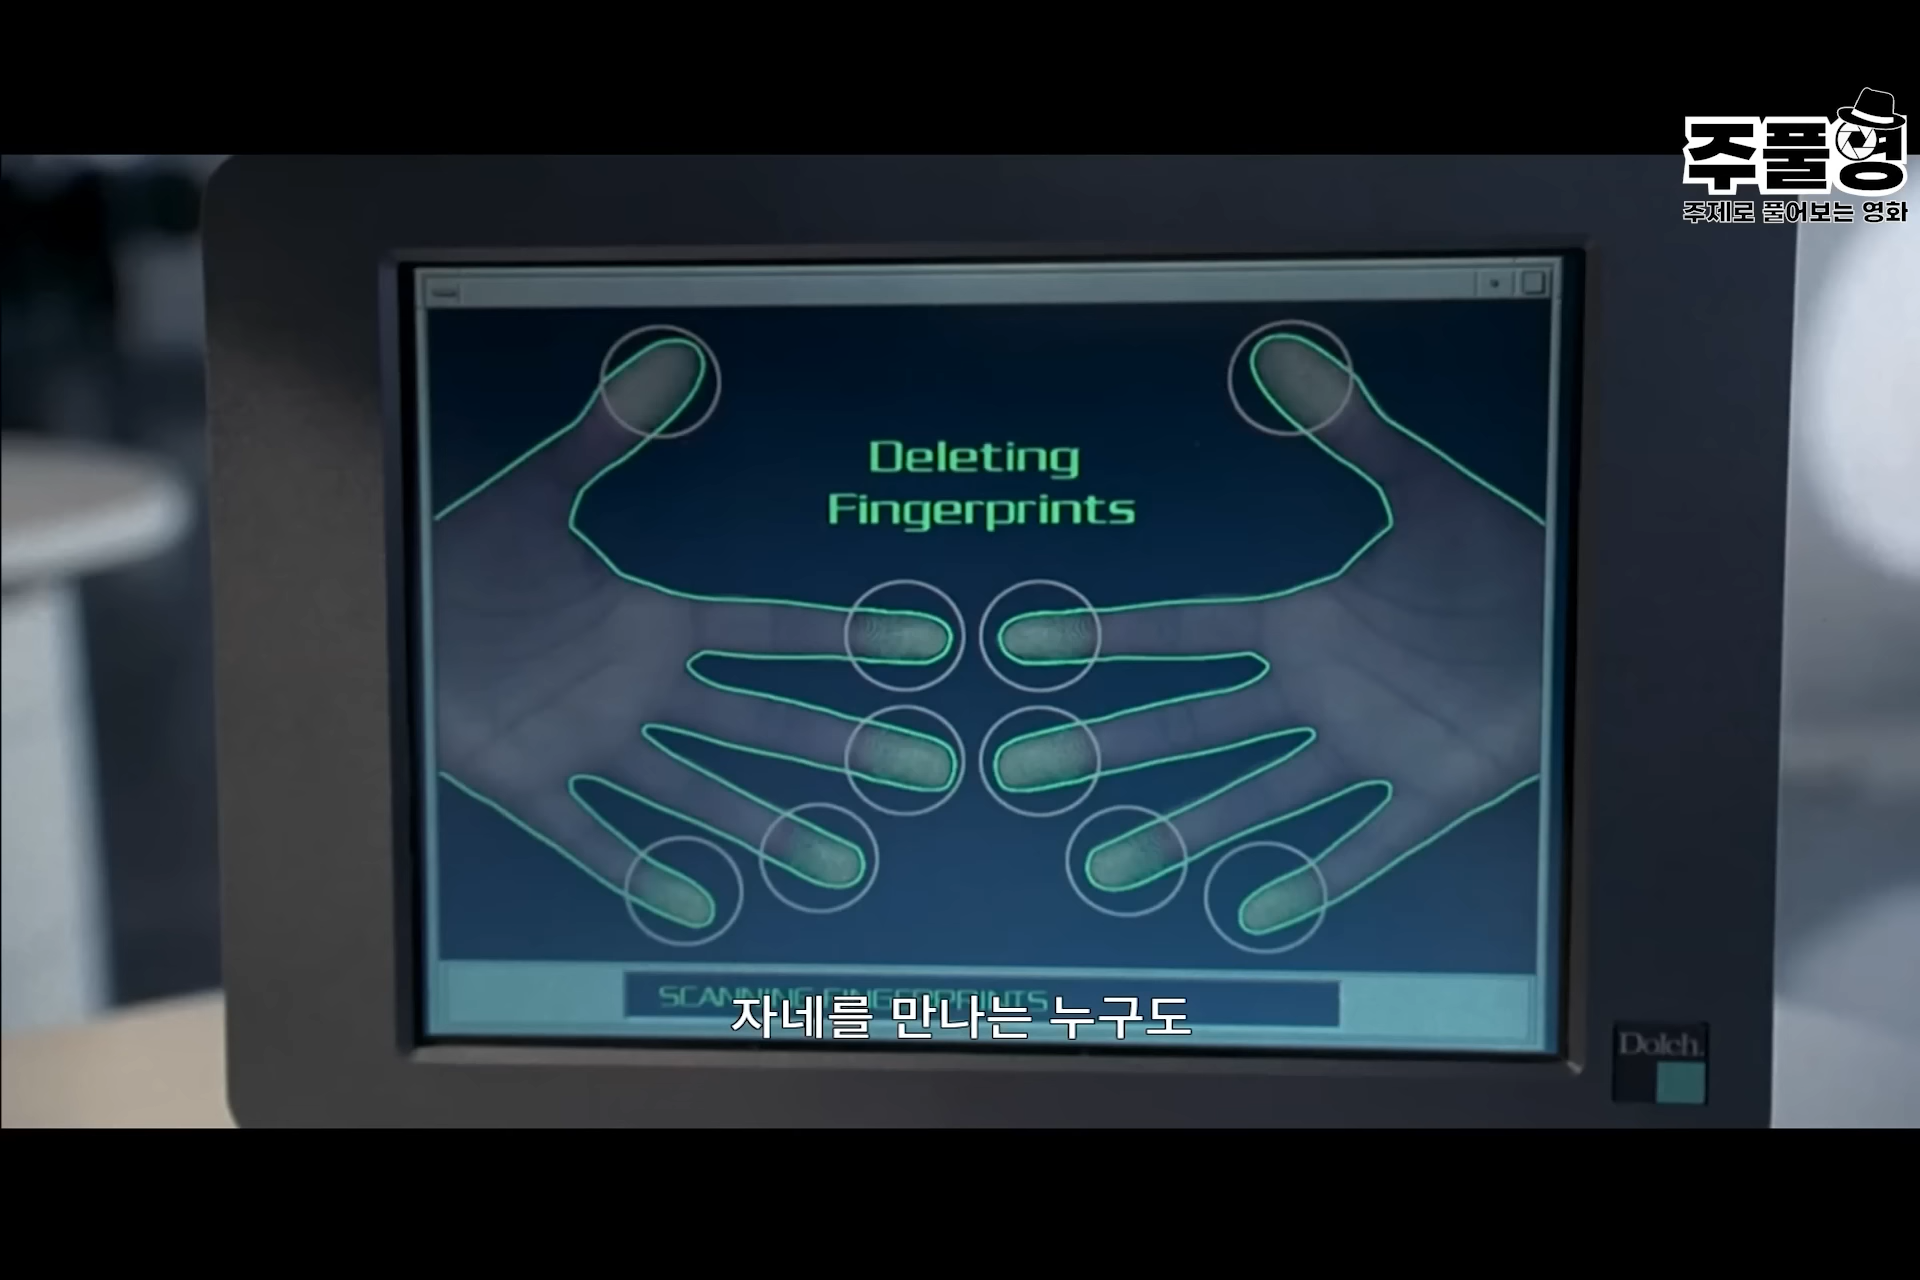 주풀영
주제로 풀어보는 영화
Deleting
Fingerprints
SCANNING FINGERPRINTS
자네를 만나는 누구도
Dolch.